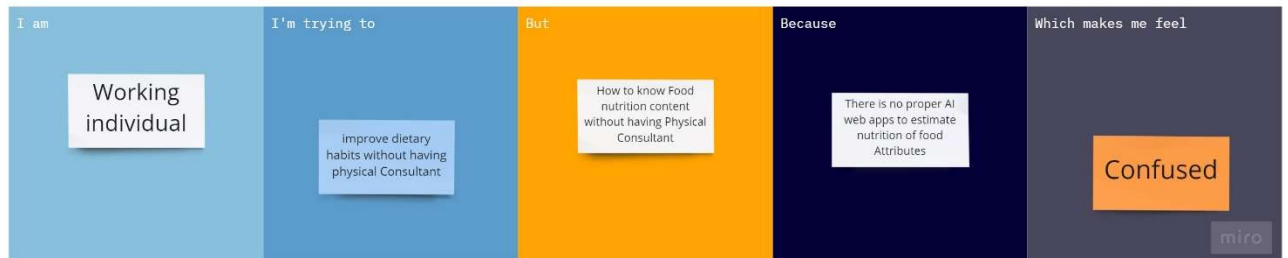 I am
Working
individual
I'm trying to
improve dietary
habits without having
physical Consultant
But
How to know Food
nutrition content
without having Physical
Consultant
Because
There is no proper AI
web apps to estimate
nutrition of food
Attributes
Which makes me feel
Confused
miro